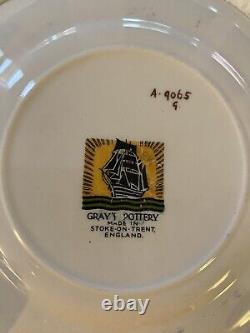 A.9065
G.
GRAY'S POTTERY
MADE IN
STOKE-ON-TRENT,
ENGLAND.